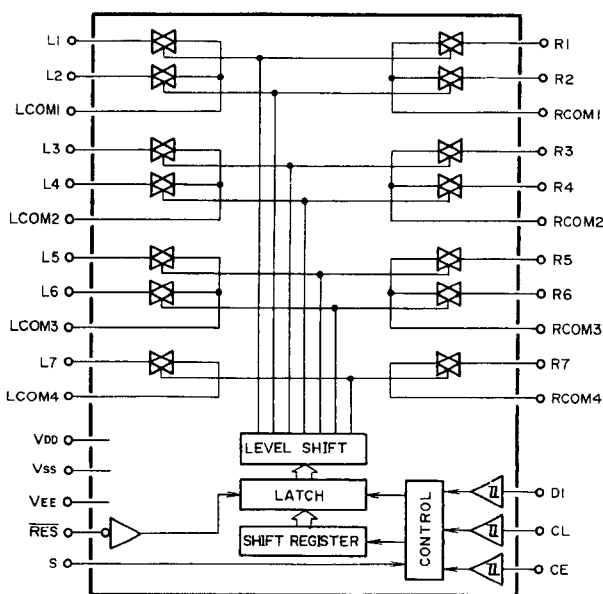 L1
R1
L2
R2
LCOM1
RCOM1
L3
R3
L4
R4
LCOM2
RCOM2
L5
R5
L6
R6
LCOM3
RCOM3
L7
R7
LCOM4
RCOM4
VDD
LEVEL SHIFT
VSS
VEE
LATCH
CONTROL
DI
RES
SHIFT REGISTER
CL
S
CE